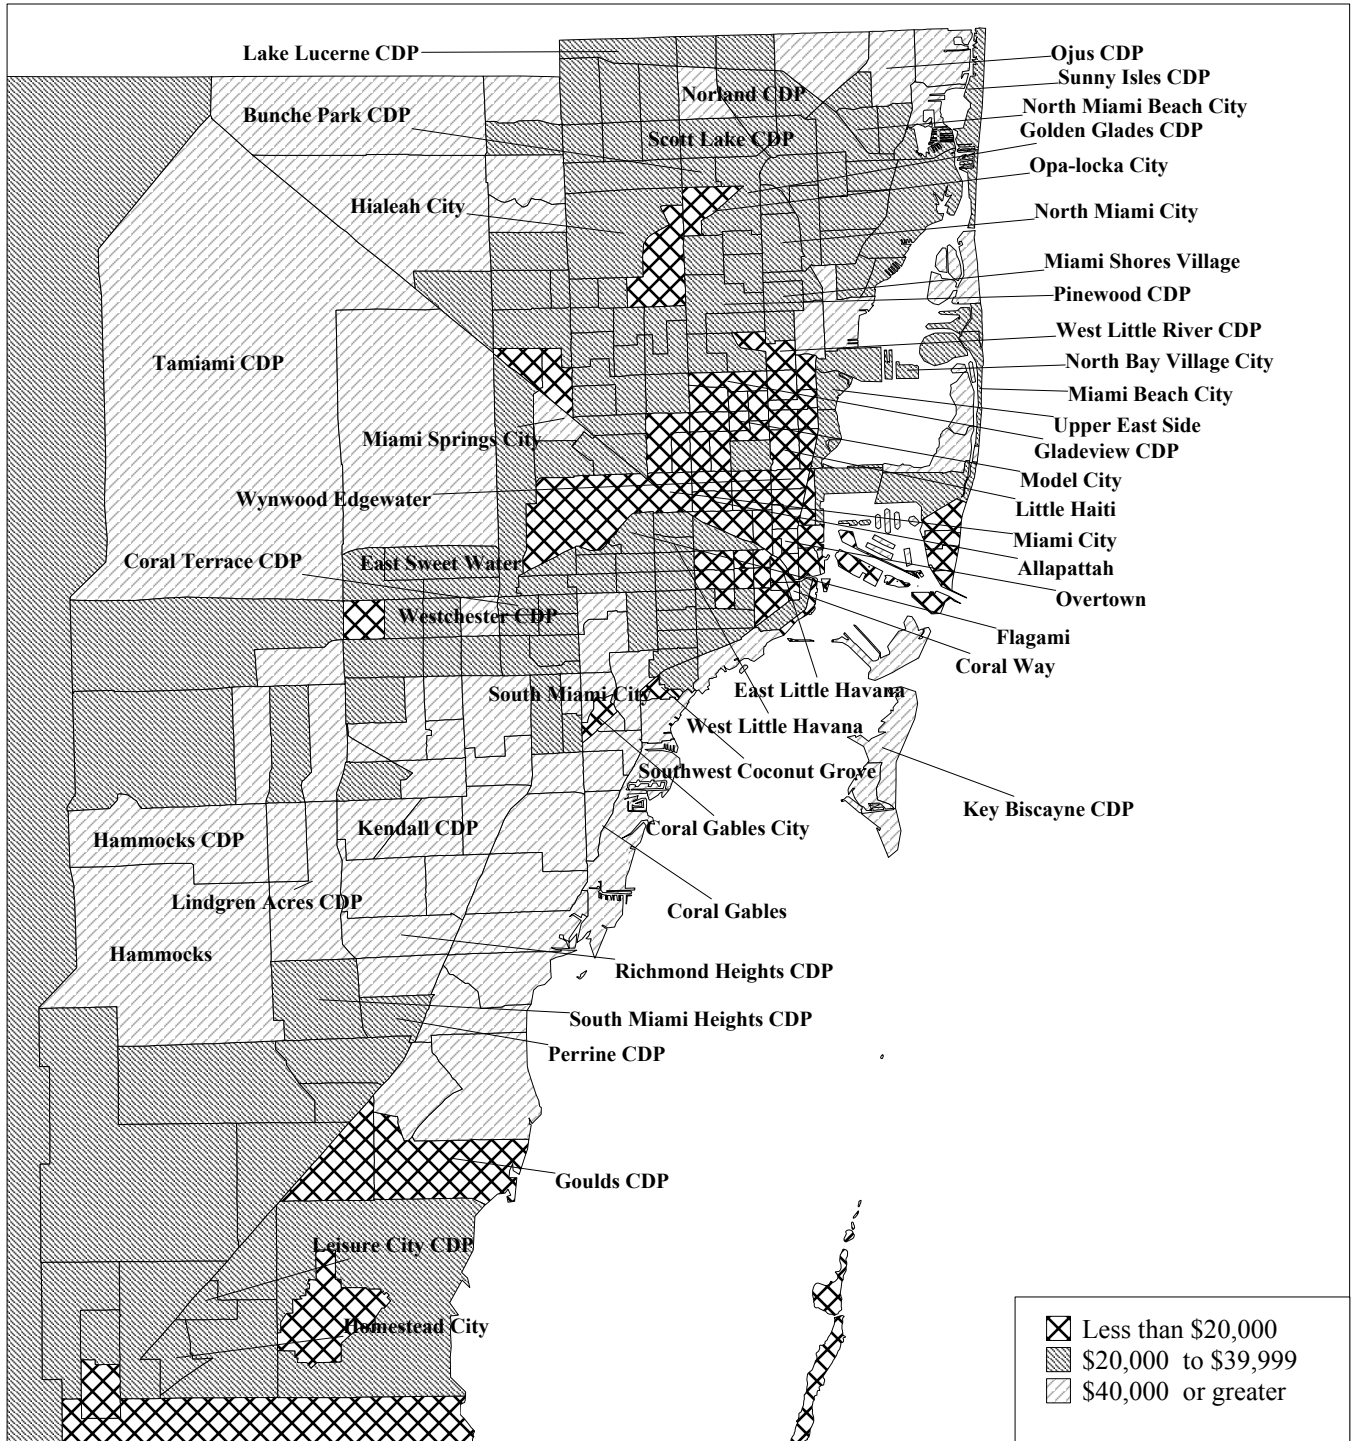 Lake Lucerne CDP
Ojus CDP
Sunny Isles CDP
Norland CDP
North Miami Beach City
Bunche Park CDP
Golden Glades CDP
Scott Lake CDP
Opa-locka City
Hialeah City
North Miami City
Miami Shores Village
Pinewood CDP
West Little River CDP
Tamiami CDP
North Bay Village City
Miami Beach City
Upper East Side
Miami Springs City
Gladeview CDP
Model City
Wynwood Edgewater
Little Haiti
Miami City
Coral Terrace CDP
East Sweet Water
Allapattah
Overtown
Westchester CDP
Flagami
Coral Way
South Miami City
East Little Havana
West Little Havana
Southwest Coconut Grove
Key Biscayne CDP
Hammocks CDP
Kendall CDP
Coral Gables City
Lindgren Acres CDP
Coral Gables
Hammocks
Richmond Heights CDP
South Miami Heights CDP
Perrine CDP
Goulds CDP
Leisure City CDP
Homestead City
Less than $20,000
$20,000 to $39,999
$40,000 or greater